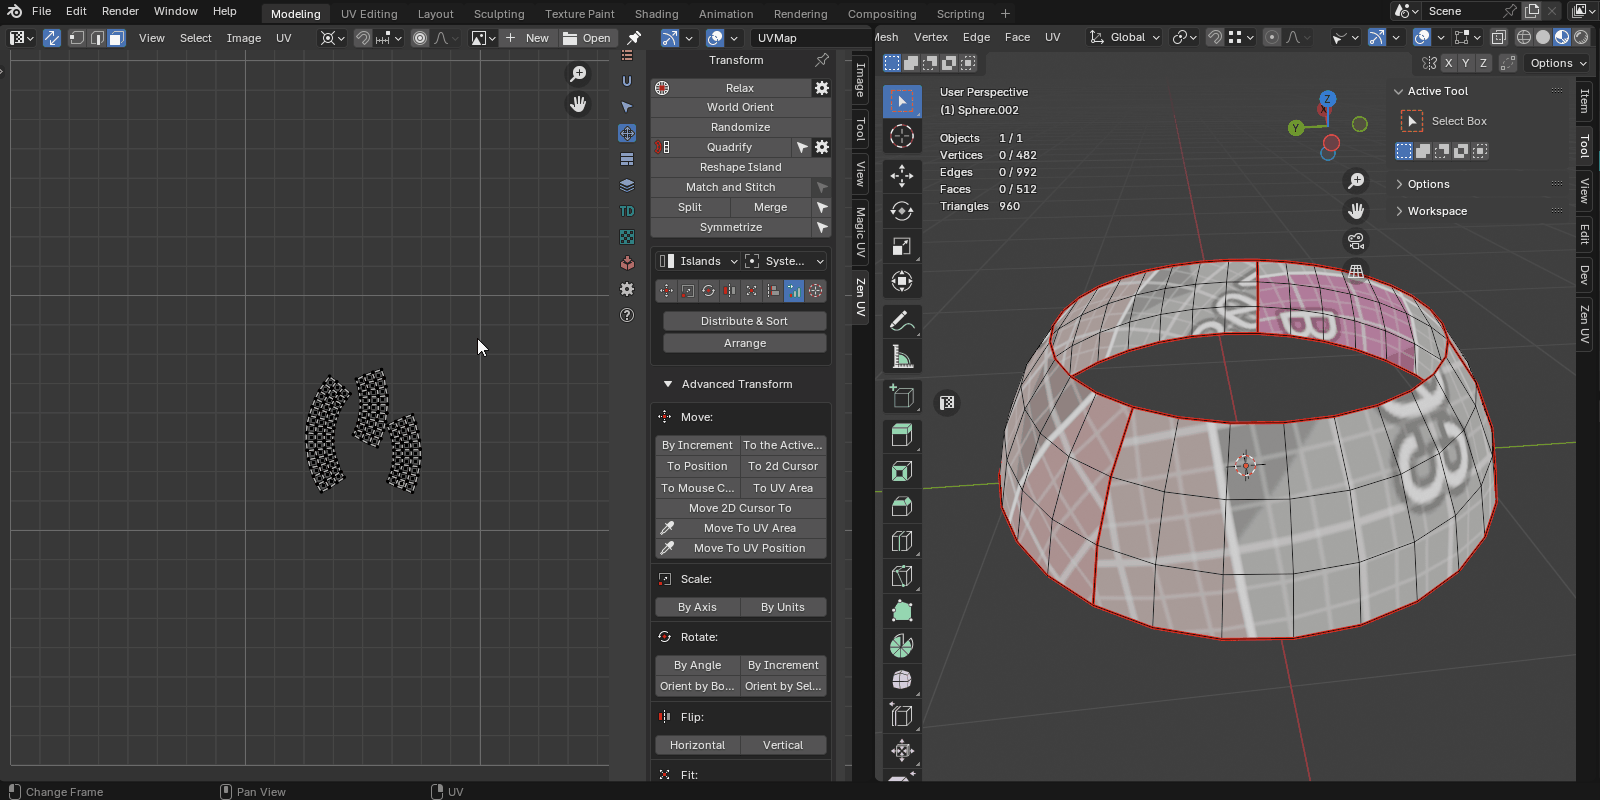 File Edit Render Window Help Modeling UV Editing Layout Sculpting Texture Paint Shading Animation Rendering Compositing Scripting + Scene
View Select Image UV New Open UVMap Mesh Vertex Edge Face UV Global
X Y Z Options
Transform
Relax
World Orient
Randomize
Quadrify
Reshape Island
Match and Stitch
Split Merge
Symmetrize
Islands Syste...
Distribute & Sort
Arrange
Advanced Transform
Move:
By Increment To the Active...
To Position To 2d Cursor
To Mouse C... To UV Area
Move 2D Cursor To
Move To UV Area
Move To UV Position
Scale:
By Axis By Units
Rotate:
By Angle By Increment
Orient by Bo... Orient by Sel...
Flip:
Horizontal Vertical
Fit:
TD
Image
Tool
View
Magic UV
Zen UV
User Perspective
(1) Sphere.002
Objects 1 / 1
Vertices 0 / 482
Edges 0 / 992
Faces 0 / 512
Triangles 960
Z
Y
X
B
Active Tool
Select Box
Options
Workspace
Item
Tool
View
Edit
Dev
Zen UV
Change Frame Pan View UV